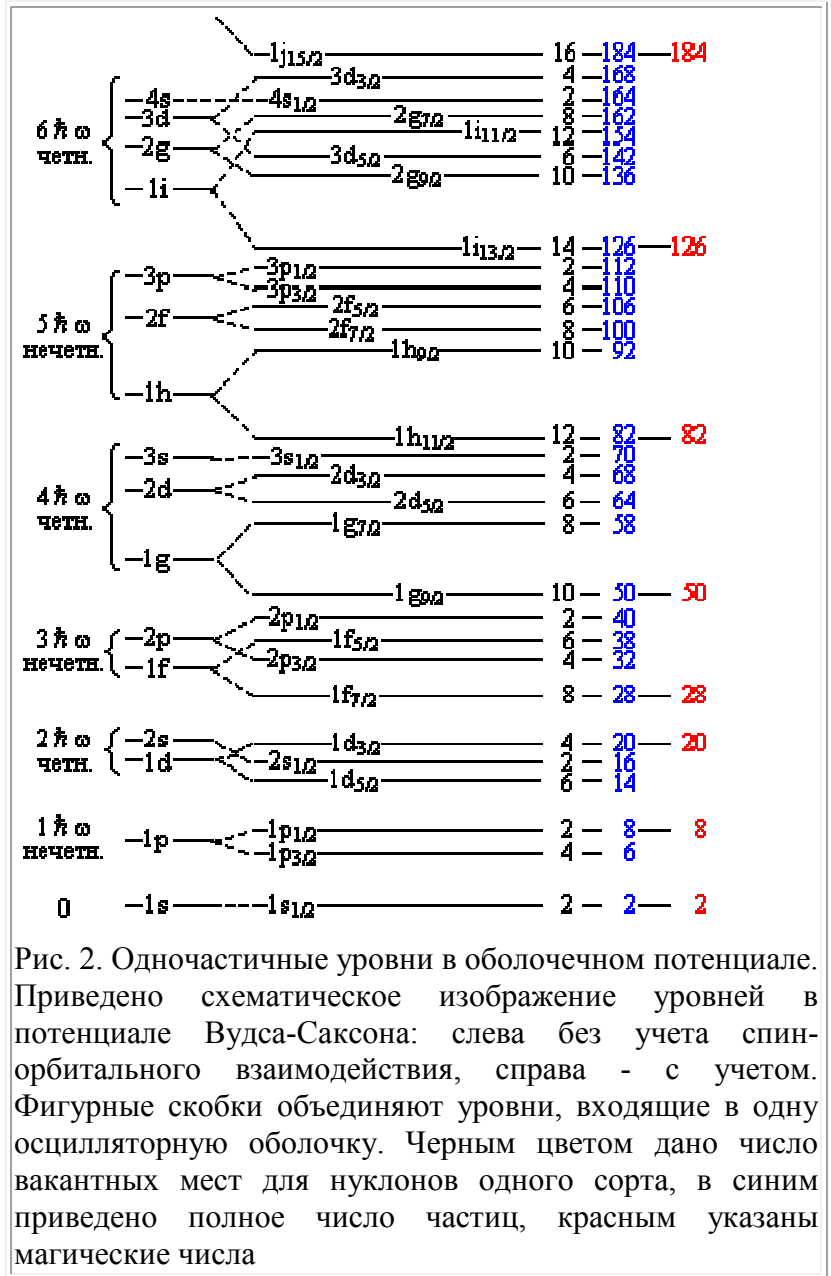 1j15/2 16 — 184 — 184
3d3/2 4 — 168
—4s 4s1/2 2 — 164
—3d 2g7/2 8 — 162
6 ħ ω 1i11/2 12 — 154
четн. —2g 3d5/2 6 — 142
2g9/2 10 — 136
—1i
1i13/2 14 — 126 — 126
—3p 3p1/2 2 — 112
3p3/2 4 — 110
2f5/2 6 — 106
5 ħ ω —2f 2f7/2 8 — 100
нечетн. 1h9/2 10 — 92
—1h
1h11/2 12 — 82 — 82
—3s 3s1/2 2 — 70
2d3/2 4 — 68
4 ħ ω —2d 2d5/2 6 — 64
четн. 1g7/2 8 — 58
—1g
1g9/2 10 — 50 — 50
2p1/2 2 — 40
3 ħ ω —2p 1f5/2 6 — 38
нечетн. —1f 2p3/2 4 — 32
1f7/2 8 — 28 — 28
2 ħ ω —2s 1d3/2 4 — 20 — 20
четн. —1d 2s1/2 2 — 16
1d5/2 6 — 14
1 ħ ω —1p 1p1/2 2 — 8 — 8
нечетн. 1p3/2 4 — 6
0 —1s 1s1/2 2 — 2 — 2
Рис. 2. Одночастичные уровни в оболочечном потенциале.
Приведено схематическое изображение уровней в
потенциале Вудса-Саксона: слева без учета спин-
орбитального взаимодействия, справа - с учетом.
Фигурные скобки объединяют уровни, входящие в одну
осцилляторную оболочку. Черным цветом дано число
вакантных мест для нуклонов одного сорта, в синим
приведено полное число частиц, красным указаны
магические числа